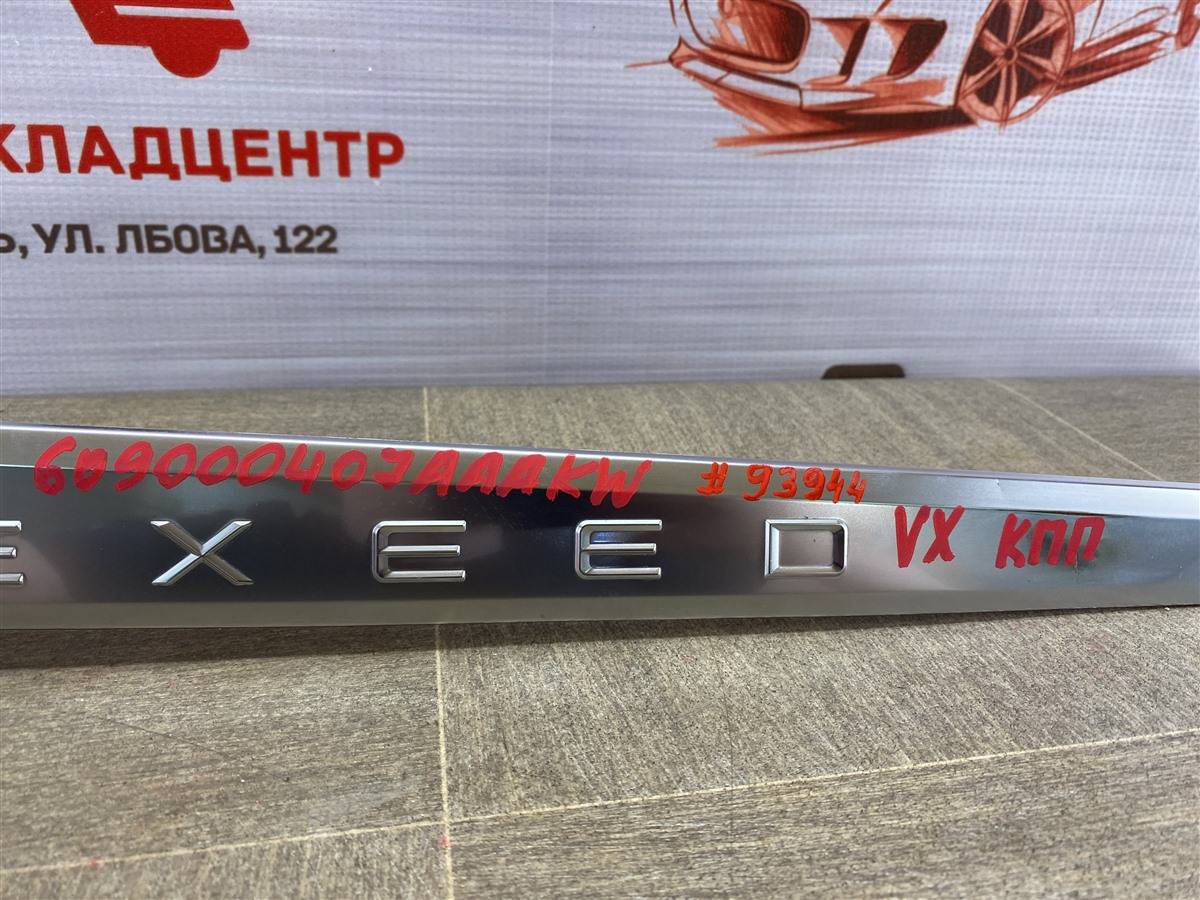 КЛАДЦЕНТР
Ь, УЛ. ЛБОВА, 122
609000407AAAKW #93944
EXEED VX КПП